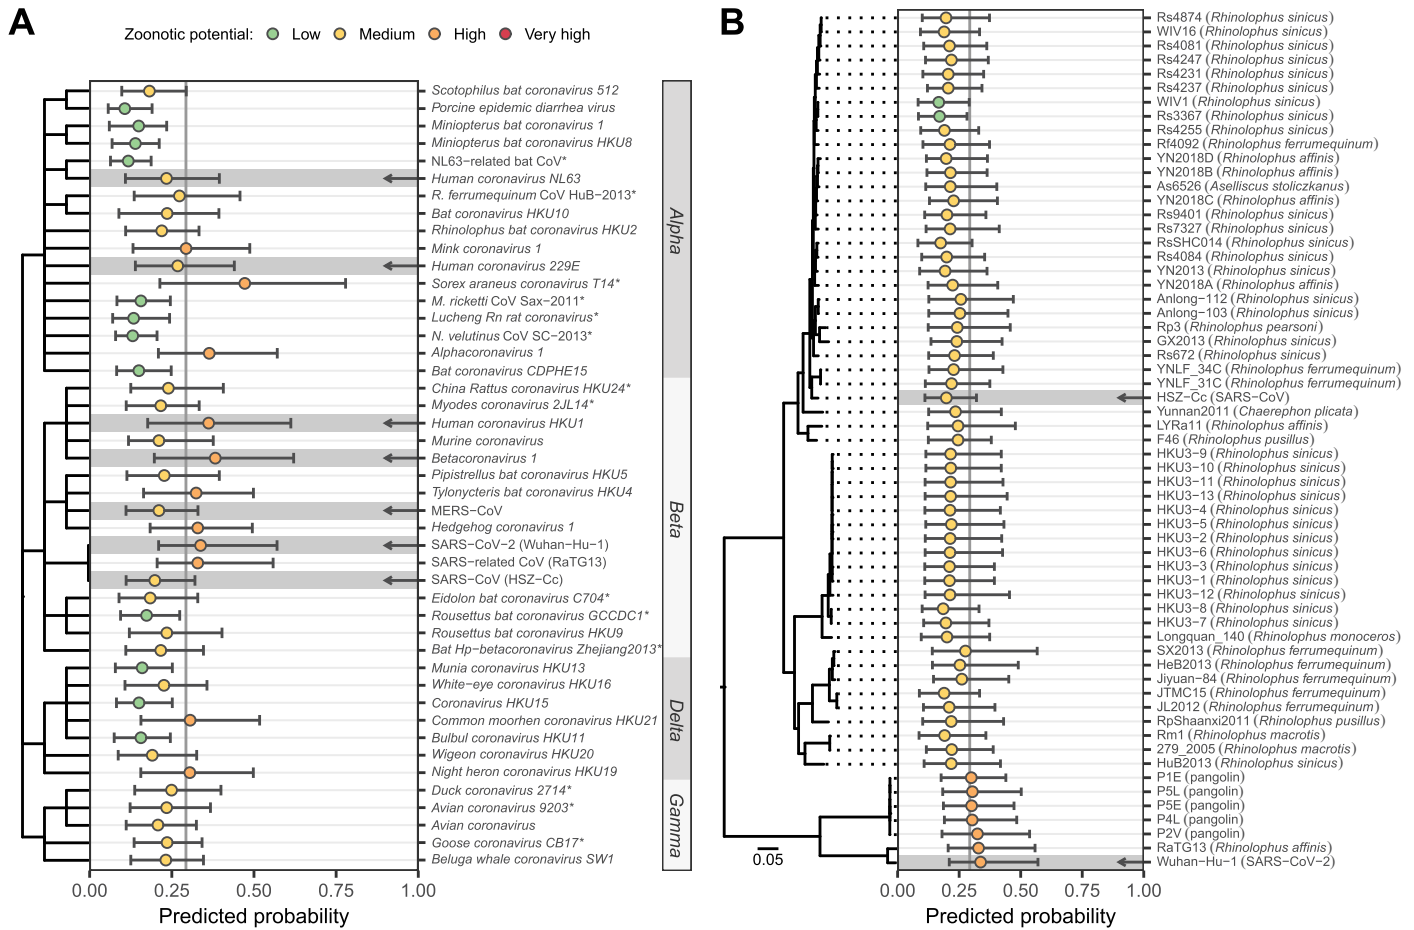 A
Zoonotic potential: Low Medium High Very high
Scotophilus bat coronavirus 512
Porcine epidemic diarrhea virus
Miniopterus bat coronavirus 1
Miniopterus bat coronavirus HKU8
NL63−related bat CoV*
Human coronavirus NL63
R. ferrumequinum CoV HuB−2013*
Bat coronavirus HKU10
Rhinolophus bat coronavirus HKU2
Mink coronavirus 1
Human coronavirus 229E
Sorex araneus coronavirus T14*
M. ricketti CoV Sax−2011*
Lucheng Rn rat coronavirus*
N. velutinus CoV SC−2013*
Alphacoronavirus 1
Bat coronavirus CDPHE15
China Rattus coronavirus HKU24*
Myodes coronavirus 2JL14*
Human coronavirus HKU1
Murine coronavirus
Betacoronavirus 1
Pipistrellus bat coronavirus HKU5
Tylonycteris bat coronavirus HKU4
MERS−CoV
Hedgehog coronavirus 1
SARS−CoV−2 (Wuhan−Hu−1)
SARS−related CoV (RaTG13)
SARS−CoV (HSZ−Cc)
Eidolon bat coronavirus C704*
Rousettus bat coronavirus GCCDC1*
Rousettus bat coronavirus HKU9
Bat Hp−betacoronavirus Zhejiang2013*
Munia coronavirus HKU13
White−eye coronavirus HKU16
Coronavirus HKU15
Common moorhen coronavirus HKU21
Bulbul coronavirus HKU11
Wigeon coronavirus HKU20
Night heron coronavirus HKU19
Duck coronavirus 2714*
Avian coronavirus 9203*
Avian coronavirus
Goose coronavirus CB17*
Beluga whale coronavirus SW1
Alpha
Beta
Delta
Gamma
0.00 0.25 0.50 0.75 1.00
Predicted probability
B
Rs4874 (Rhinolophus sinicus)
WIV16 (Rhinolophus sinicus)
Rs4081 (Rhinolophus sinicus)
Rs4247 (Rhinolophus sinicus)
Rs4231 (Rhinolophus sinicus)
Rs4237 (Rhinolophus sinicus)
WIV1 (Rhinolophus sinicus)
Rs3367 (Rhinolophus sinicus)
Rs4255 (Rhinolophus sinicus)
Rf4092 (Rhinolophus ferrumequinum)
YN2018D (Rhinolophus affinis)
YN2018B (Rhinolophus affinis)
As6526 (Aselliscus stoliczkanus)
YN2018C (Rhinolophus affinis)
Rs9401 (Rhinolophus sinicus)
Rs7327 (Rhinolophus sinicus)
RsSHC014 (Rhinolophus sinicus)
Rs4084 (Rhinolophus sinicus)
YN2013 (Rhinolophus sinicus)
YN2018A (Rhinolophus affinis)
Anlong−112 (Rhinolophus sinicus)
Anlong−103 (Rhinolophus sinicus)
Rp3 (Rhinolophus pearsoni)
GX2013 (Rhinolophus sinicus)
Rs672 (Rhinolophus sinicus)
YNLF_34C (Rhinolophus ferrumequinum)
YNLF_31C (Rhinolophus ferrumequinum)
HSZ−Cc (SARS−CoV)
Yunnan2011 (Chaerephon plicata)
LYRa11 (Rhinolophus affinis)
F46 (Rhinolophus pusillus)
HKU3−9 (Rhinolophus sinicus)
HKU3−10 (Rhinolophus sinicus)
HKU3−11 (Rhinolophus sinicus)
HKU3−13 (Rhinolophus sinicus)
HKU3−4 (Rhinolophus sinicus)
HKU3−5 (Rhinolophus sinicus)
HKU3−2 (Rhinolophus sinicus)
HKU3−6 (Rhinolophus sinicus)
HKU3−3 (Rhinolophus sinicus)
HKU3−1 (Rhinolophus sinicus)
HKU3−12 (Rhinolophus sinicus)
HKU3−8 (Rhinolophus sinicus)
HKU3−7 (Rhinolophus sinicus)
Longquan_140 (Rhinolophus monoceros)
SX2013 (Rhinolophus ferrumequinum)
HeB2013 (Rhinolophus ferrumequinum)
Jiyuan−84 (Rhinolophus ferrumequinum)
JTMC15 (Rhinolophus ferrumequinum)
JL2012 (Rhinolophus ferrumequinum)
RpShaanxi2011 (Rhinolophus pusillus)
Rm1 (Rhinolophus macrotis)
279_2005 (Rhinolophus macrotis)
HuB2013 (Rhinolophus sinicus)
P1E (pangolin)
P5L (pangolin)
P5E (pangolin)
P4L (pangolin)
P2V (pangolin)
RaTG13 (Rhinolophus affinis)
Wuhan−Hu−1 (SARS−CoV−2)
0.05
0.00 0.25 0.50 0.75 1.00
Predicted probability